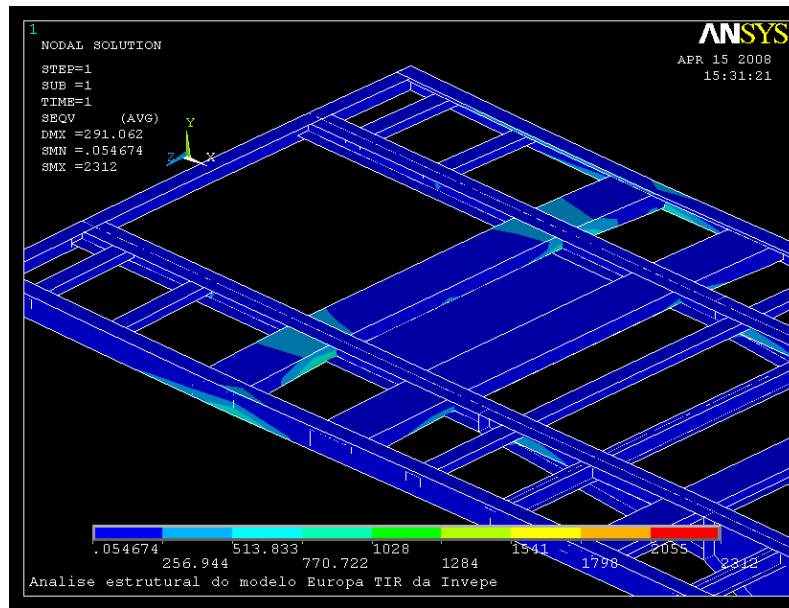 1
ANSYS
NODAL SOLUTION
APR 15 2008
15:31:21
STEP=1
SUB =1
TIME=1
SEQV (AVG)
DMX =291.062
SMN =.054674
SMX =2312
Y
Z X
.054674 513.833 1028 1541 2055
256.944 770.722 1284 1798 2312
Analise estrutural do modelo Europa TIR da Invepe